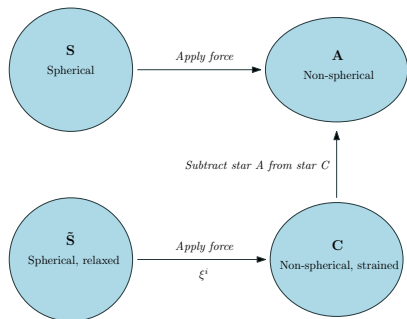 S
Spherical
Apply force
A
Non-spherical
Subtract star A from star C
S̃
Spherical, relaxed
Apply force
ξⁱ
C
Non-spherical, strained